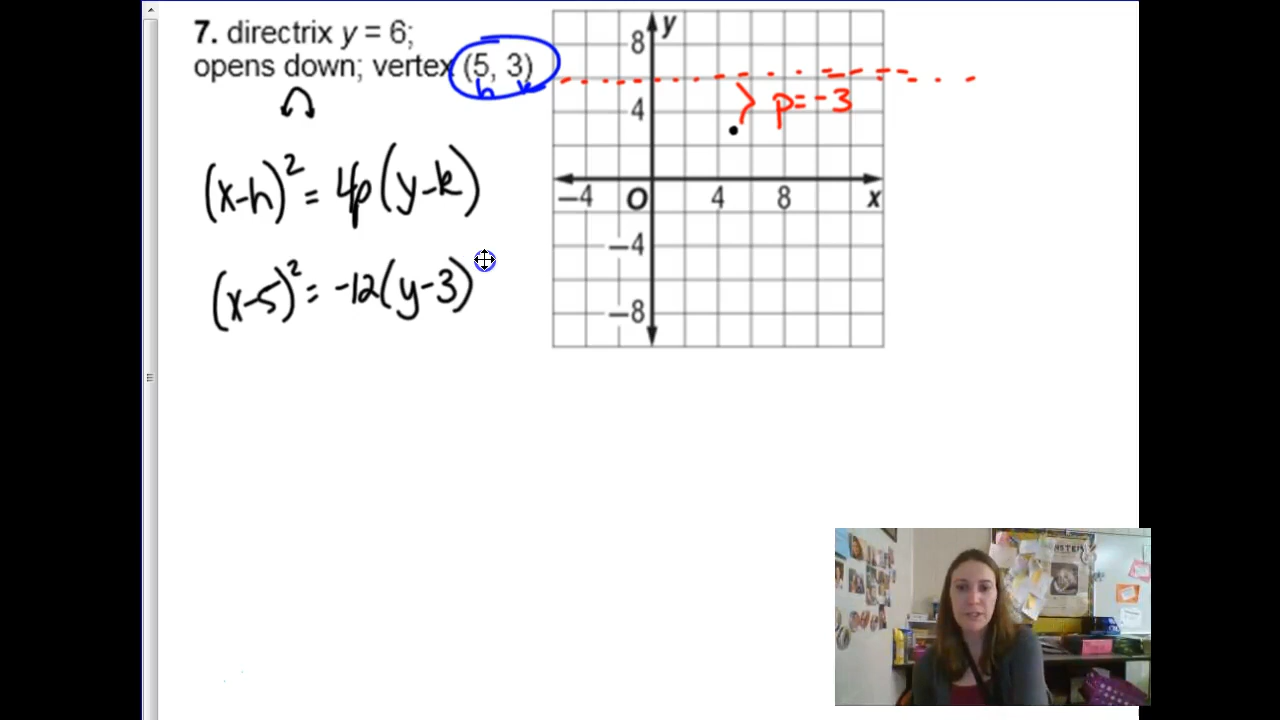 7. directrix y = 6;
opens down; vertex (5, 3)
h k
(x-h)² = 4p(y-k)
(x-5)² = -12(y-3)
y
8
4
p=-3
-4 O 4 8 x
-4
-8